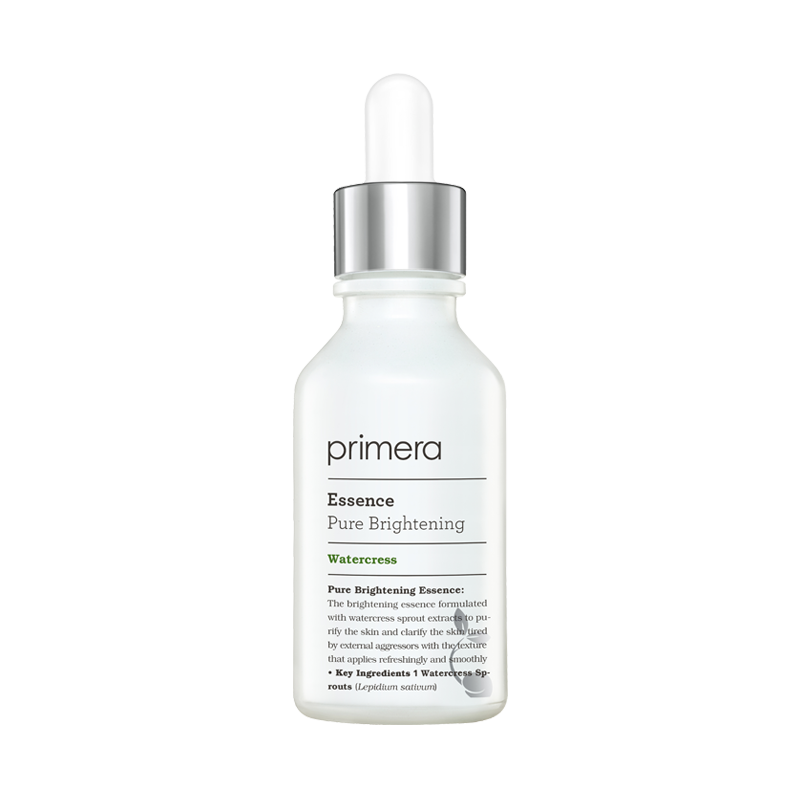 primera
Essence
Pure Brightening
Watercress
Pure Brightening Essence:
The brightening essence formulated
with watercress sprout extracts to pu-
rify the skin and clarify the skin tired
by external aggressors with the texture
that applies refreshingly and smoothly
• Key Ingredients 1 Watercress Sp-
routs (Lepidium sativum)